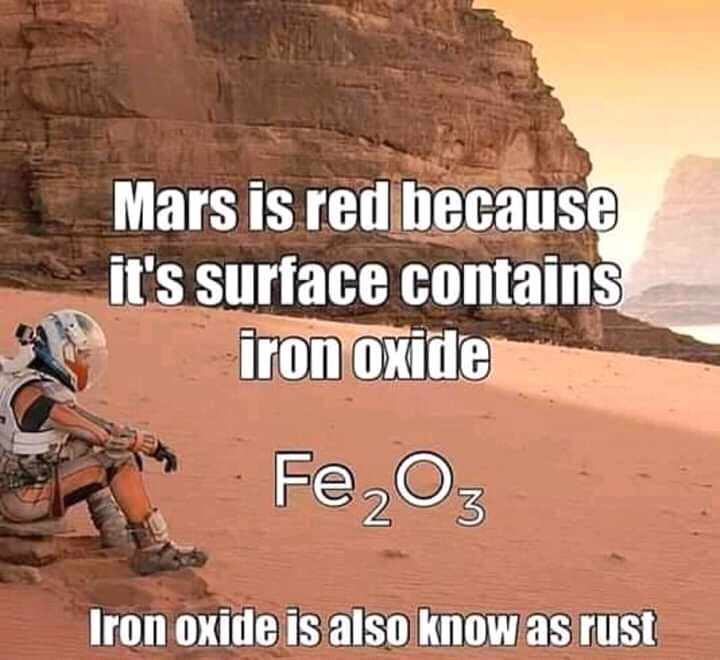 Mars is red because
it's surface contains
iron oxide
Fe₂O₃
Iron oxide is also know as rust